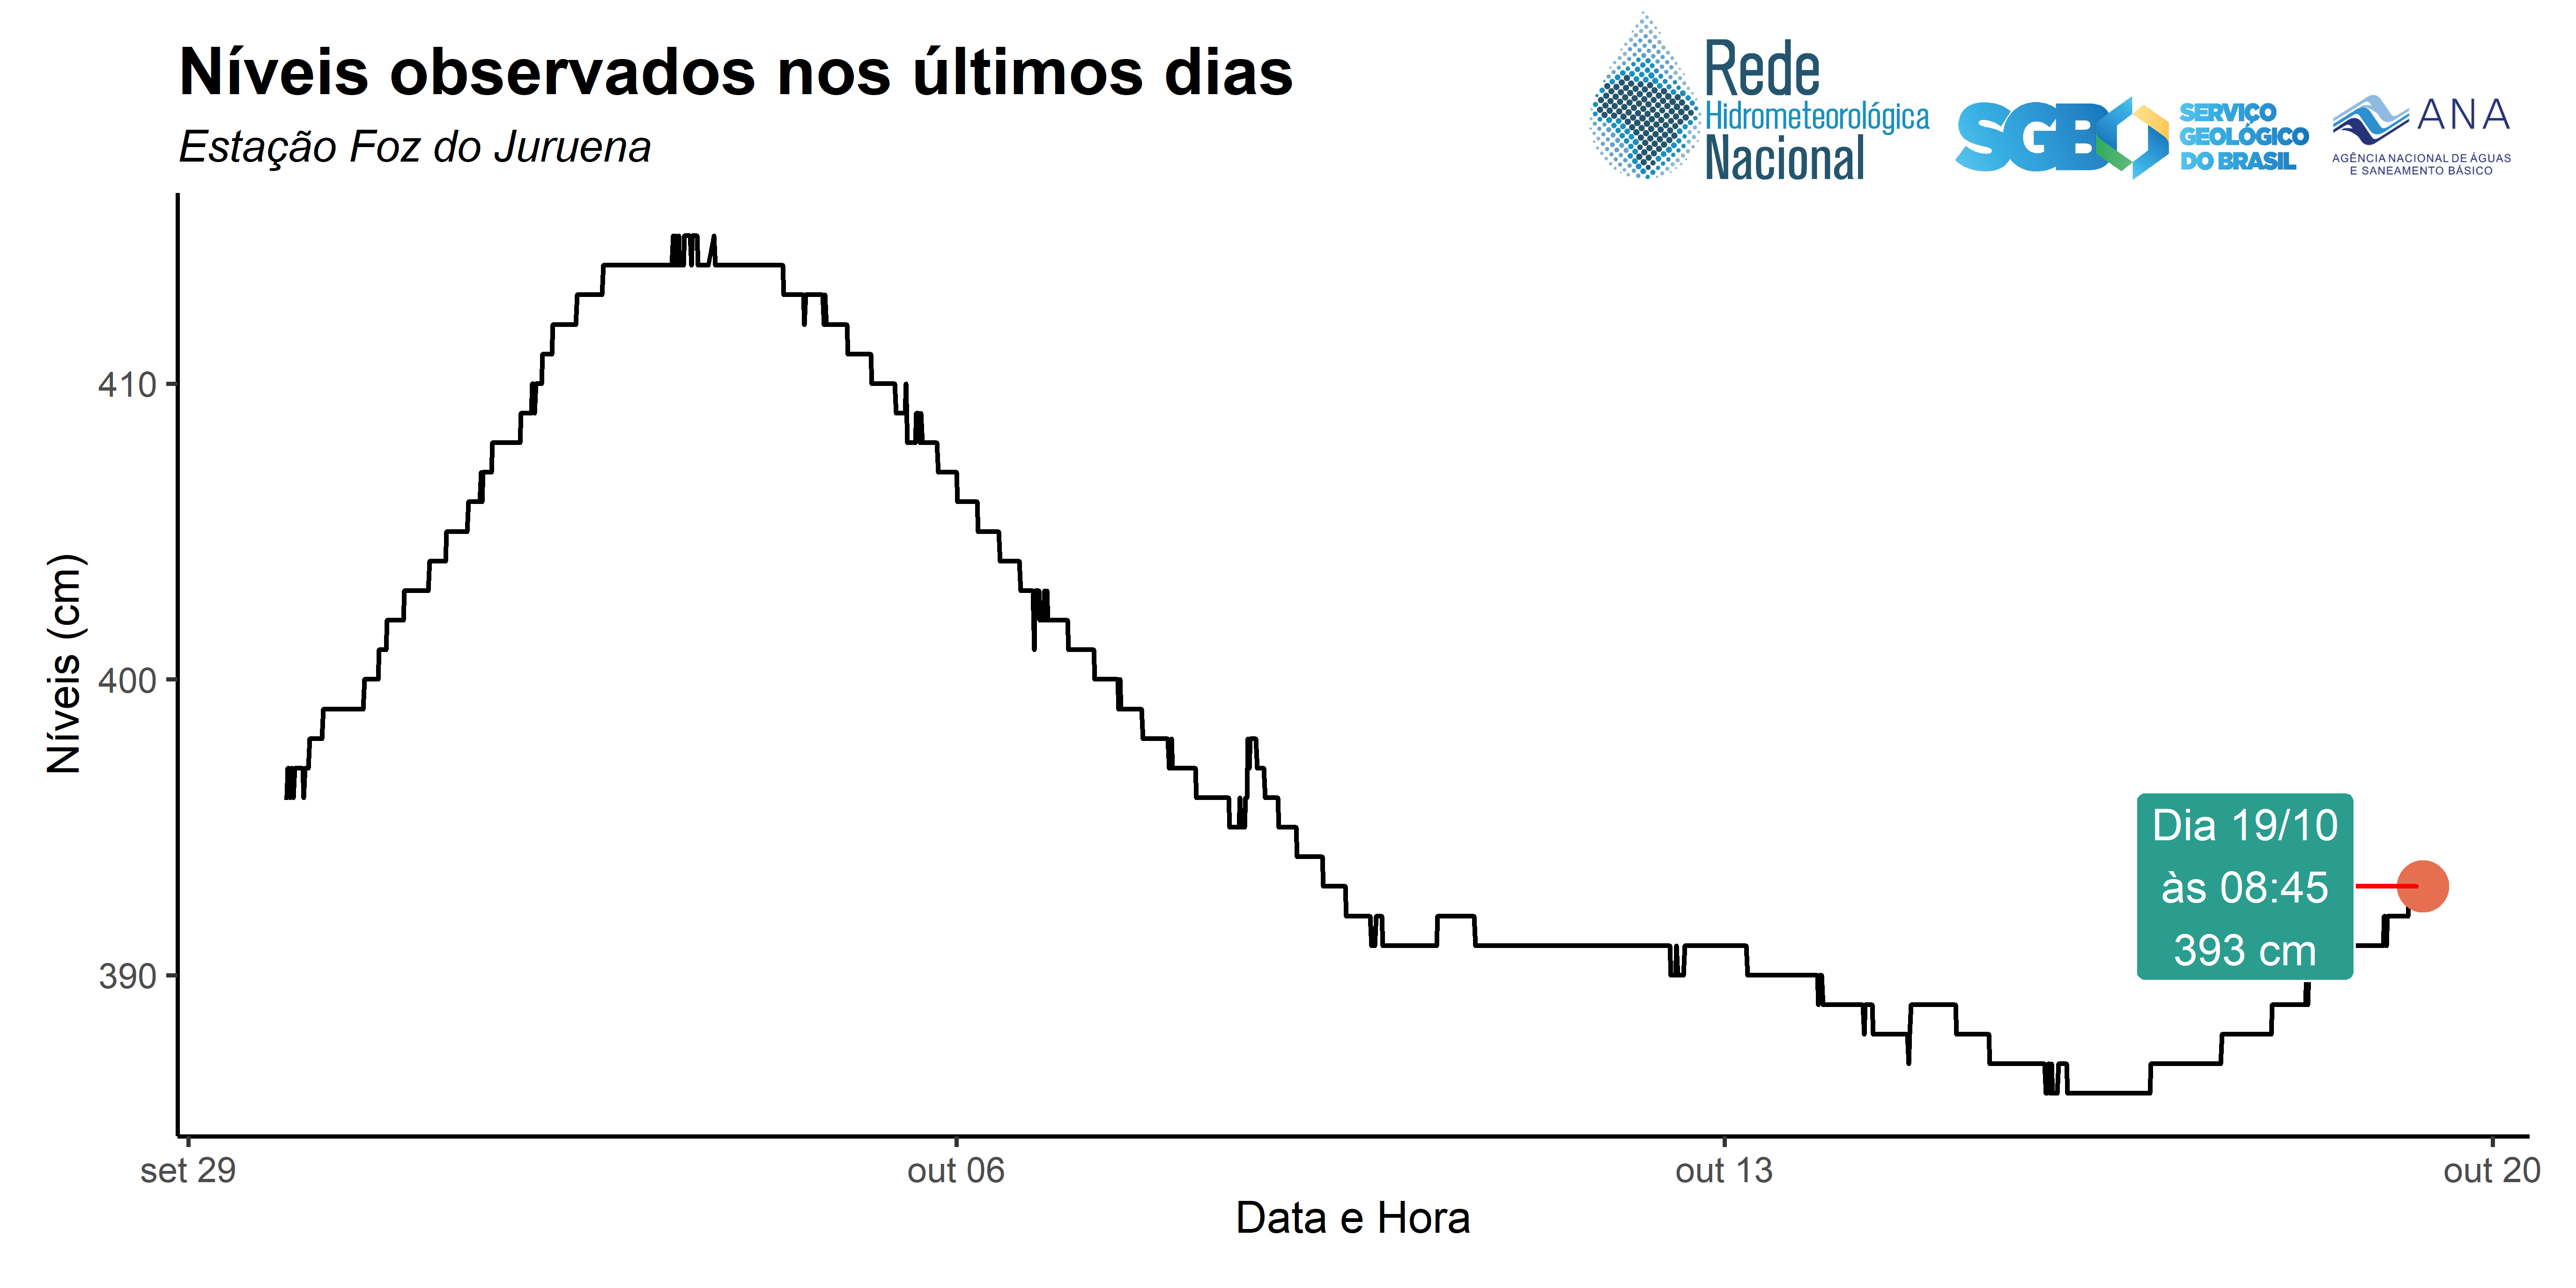 Níveis observados nos últimos dias
Estação Foz do Juruena
Rede
Hidrometeorológica
Nacional
SGB
SERVIÇO
GEOLÓGICO
DO BRASIL
ANA
AGÊNCIA NACIONAL DE ÁGUAS
E SANEAMENTO BÁSICO
Níveis (cm)
410
400
390
Dia 19/10
às 08:45
393 cm
set 29
out 06
out 13
out 20
Data e Hora